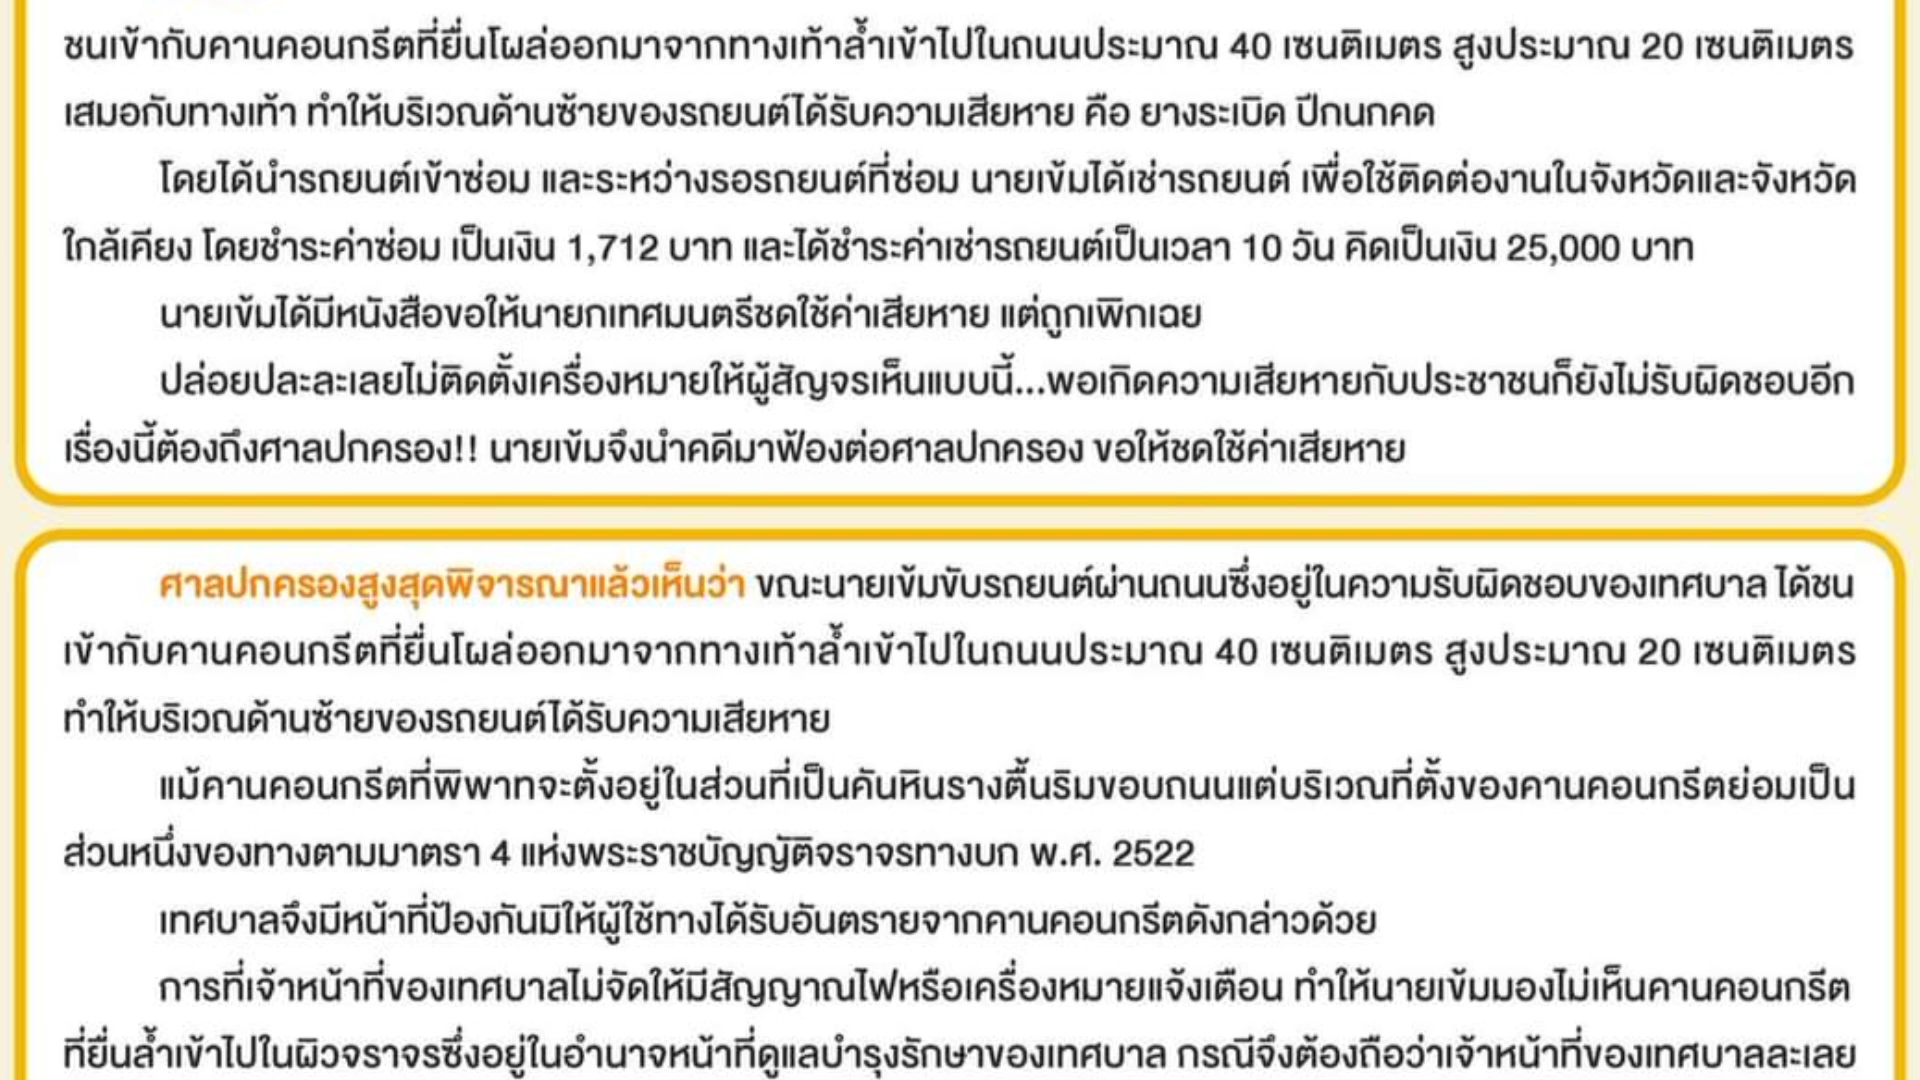 ชนเข้ากับคานคอนกรีตที่ยื่นโผล่ออกมาจากทางเท้าล้ำเข้าไปในถนนประมาณ 40 เซนติเมตร สูงประมาณ 20 เซนติเมตร
เสมอกับทางเท้า ทำให้บริเวณด้านซ้ายของรถยนต์ได้รับความเสียหาย คือ ยางระเบิด ปีกนกคด
โดยได้นำรถยนต์เข้าซ่อม และระหว่างรอรถยนต์ที่ซ่อม นายเข้มได้เช่ารถยนต์ เพื่อใช้ติดต่องานในจังหวัดและจังหวัด
ใกล้เคียง โดยชำระค่าซ่อม เป็นเงิน 1,712 บาท และได้ชำระค่าเช่ารถยนต์เป็นเวลา 10 วัน คิดเป็นเงิน 25,000 บาท
นายเข้มได้มีหนังสือขอให้นายกเทศมนตรีชดใช้ค่าเสียหาย แต่ถูกเพิกเฉย
ปล่อยปละละเลยไม่ติดตั้งเครื่องหมายให้ผู้สัญจรเห็นแบบนี้...พอเกิดความเสียหายกับประชาชนก็ยังไม่รับผิดชอบอีก
เรื่องนี้ต้องถึงศาลปกครอง!! นายเข้มจึงนำคดีมาฟ้องต่อศาลปกครอง ขอให้ชดใช้ค่าเสียหาย
ศาลปกครองสูงสุดพิจารณาแล้วเห็นว่า ขณะนายเข้มขับรถยนต์ผ่านถนนซึ่งอยู่ในความรับผิดชอบของเทศบาล ได้ชน
เข้ากับคานคอนกรีตที่ยื่นโผล่ออกมาจากทางเท้าล้ำเข้าไปในถนนประมาณ 40 เซนติเมตร สูงประมาณ 20 เซนติเมตร
ทำให้บริเวณด้านซ้ายของรถยนต์ได้รับความเสียหาย
แม้คานคอนกรีตที่พิพาทจะตั้งอยู่ในส่วนที่เป็นคันหินรางตื้นริมขอบถนนแต่บริเวณที่ตั้งของคานคอนกรีตย่อมเป็น
ส่วนหนึ่งของทางตามมาตรา 4 แห่งพระราชบัญญัติจราจรทางบก พ.ศ. 2522
เทศบาลจึงมีหน้าที่ป้องกันมิให้ผู้ใช้ทางได้รับอันตรายจากคานคอนกรีตดังกล่าวด้วย
การที่เจ้าหน้าที่ของเทศบาลไม่จัดให้มีสัญญาณไฟหรือเครื่องหมายแจ้งเตือน ทำให้นายเข้มมองไม่เห็นคานคอนกรีต
ที่ยื่นล้ำเข้าไปในผิวจราจรซึ่งอยู่ในอำนาจหน้าที่ดูแลบำรุงรักษาของเทศบาล กรณีจึงต้องถือว่าเจ้าหน้าที่ของเทศบาลละเลย